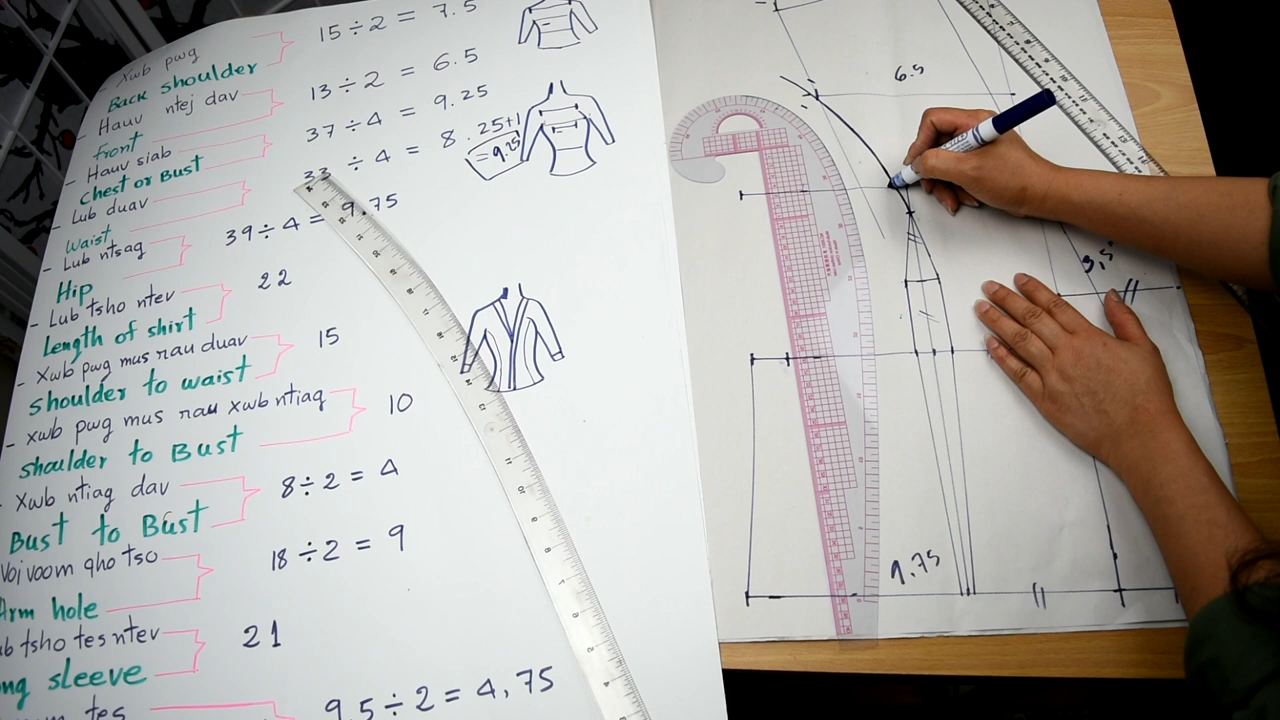 - xwb pwg
15÷2 = 7.5
Back shoulder
- Hauv ntej dav
13÷2 = 6.5
front
- Hauv siab
37÷4 = 9.25
Chest or Bust
- Lub duav
33 ÷4 = 8.25+1
=9.25
waist
- Lub ntsag
39÷4 = 9.75
Hip
- Lub tsho ntev
22
Length of shirt
- Xwb pwg mus rau duav
15
shoulder to waist
- xwb pwg mus rau xwb ntiag
10
shoulder to Bust
- Xwb ntiag dav
8÷2 = 4
Bust to Bust
Voj voom qho tso
18÷2 = 9
Arm hole
ub tsho tes ntev
21
ng sleeve
tes
9.5÷2 = 4,75
6.5
9.75